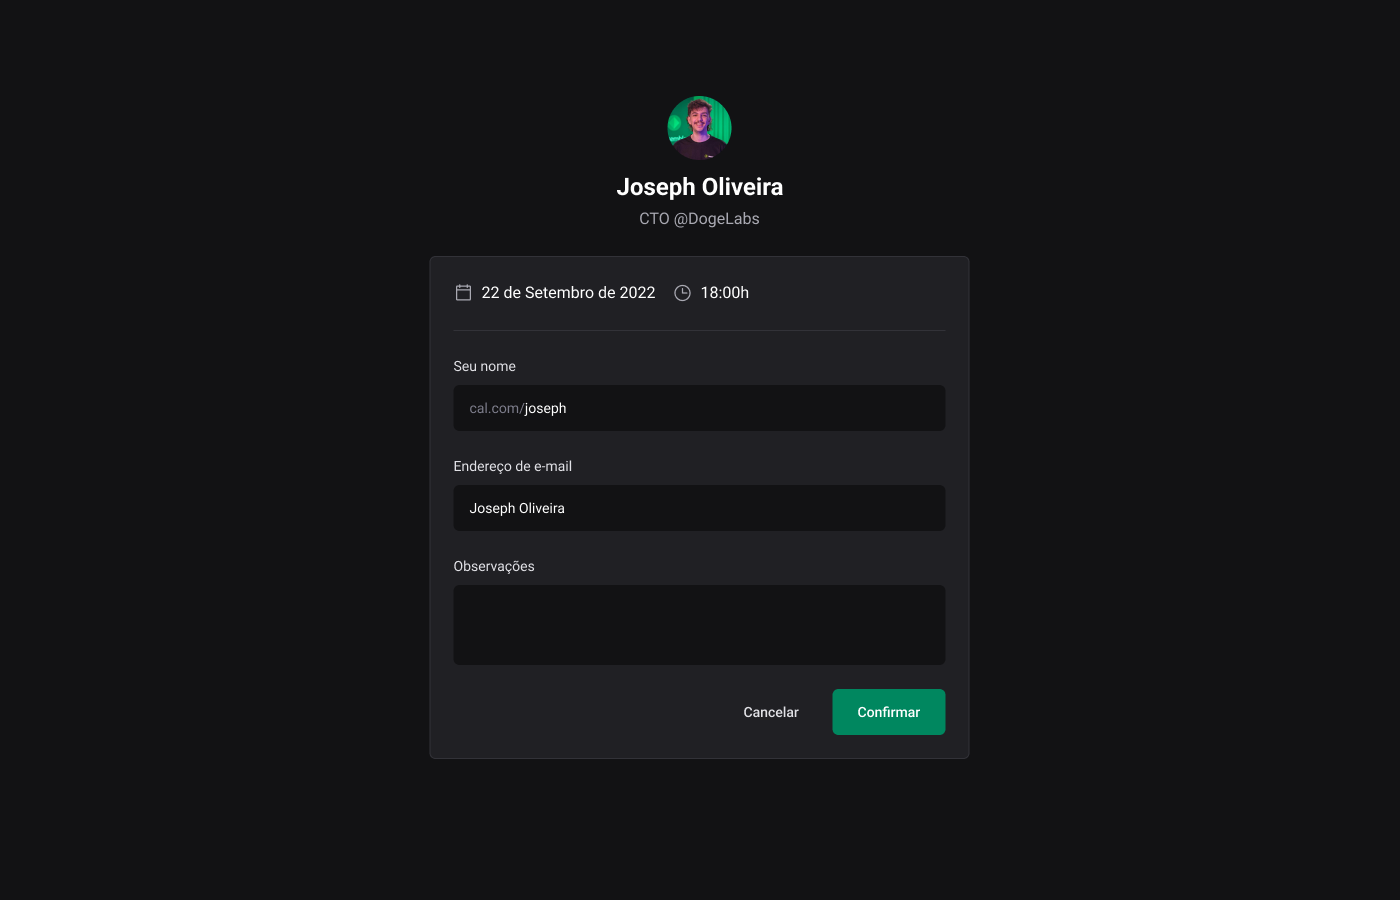 Joseph Oliveira
CTO @DogeLabs
22 de Setembro de 2022 18:00h
Seu nome
cal.com/joseph
Endereço de e-mail
Joseph Oliveira
Observações
Cancelar Confirmar